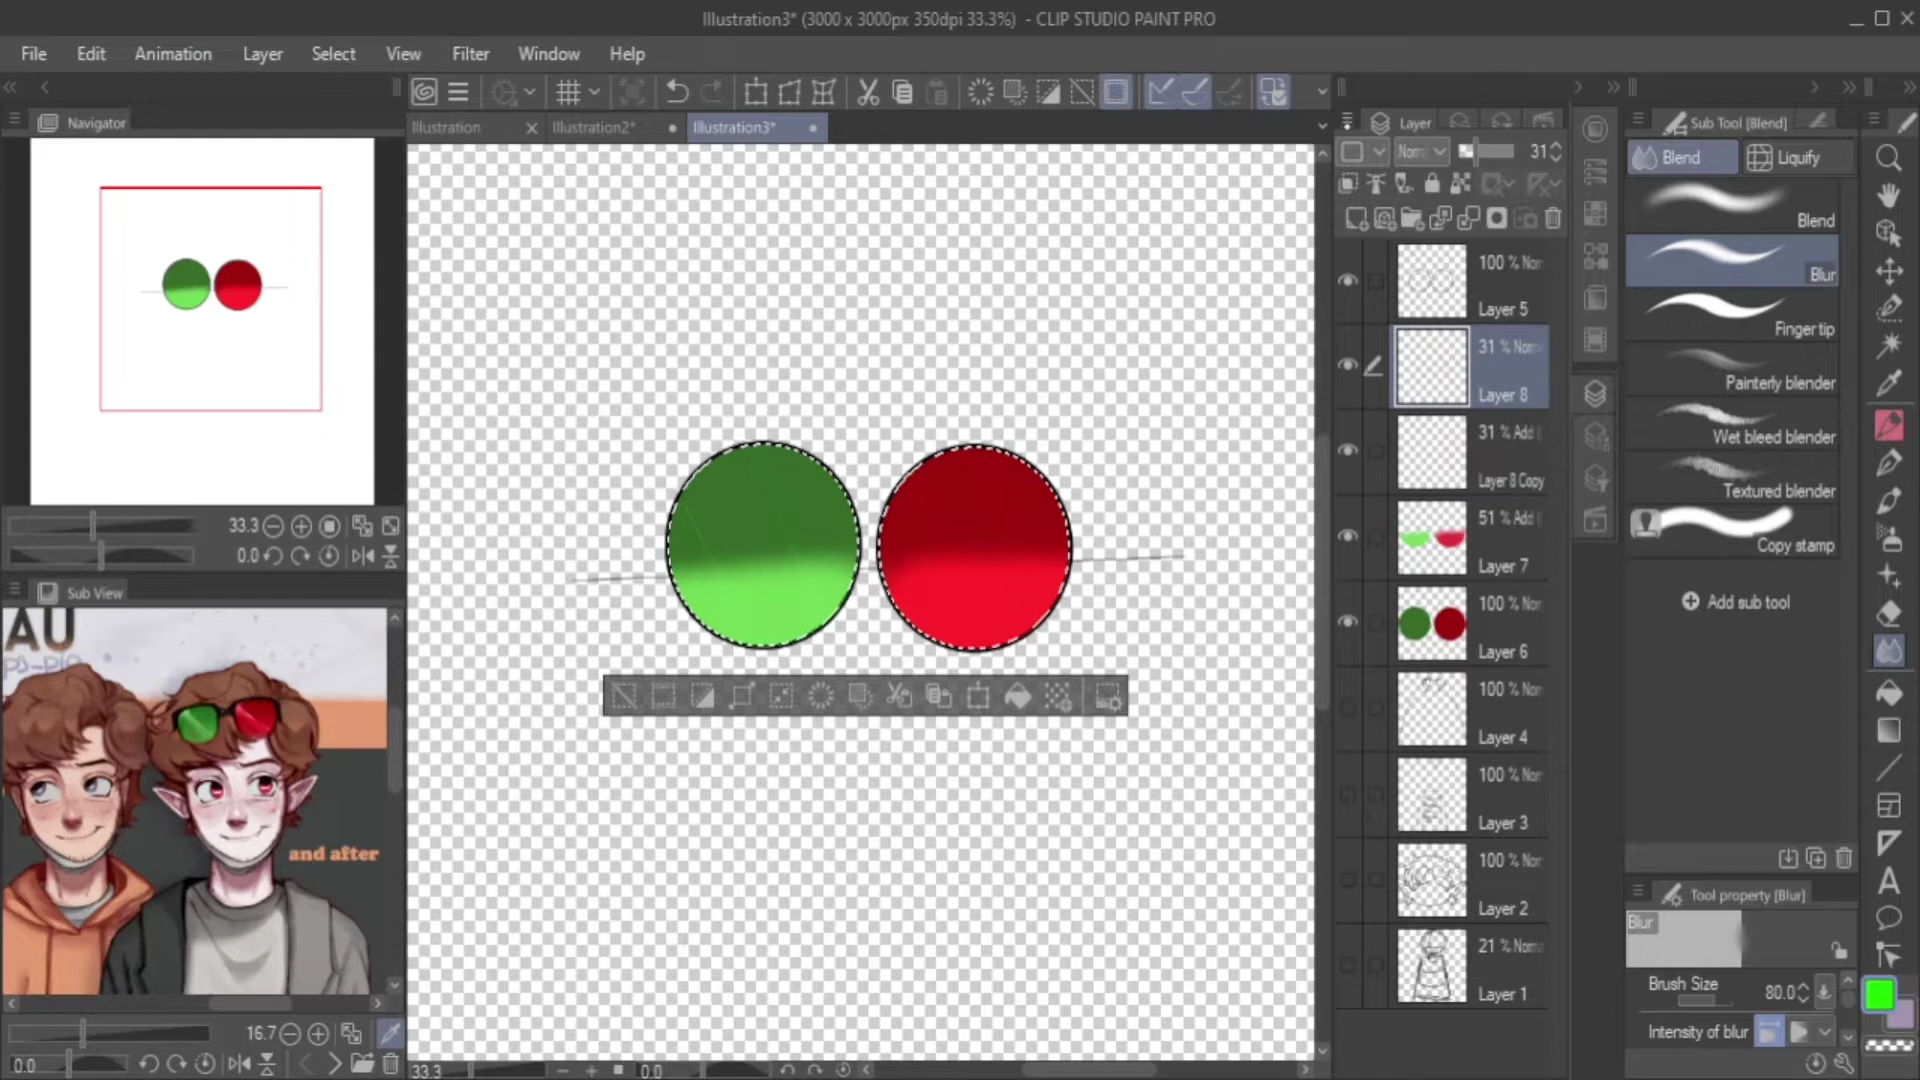 Illustration3* (3000 x 3000px 350dpi 33.3%) - CLIP STUDIO PAINT PRO
File Edit Animation Layer Select View Filter Window Help
Navigator
Illustration Illustration2* Illustration3*
33.3
0.0
Sub View
AU
and after
16.7
0.0
33.3 0.0
Layer
Norm 31
100 % Nor
Layer 5
31 % Norm
Layer 8
31 % Add (
Layer 8 Copy
51 % Add (
Layer 7
100 % Nor
Layer 6
100 % Nor
Layer 4
100 % Nor
Layer 3
100 % Nor
Layer 2
21 % Norma
Layer 1
Sub Tool [Blend]
Blend Liquify
Blend
Blur
Finger tip
Painterly blender
Wet bleed blender
Textured blender
Copy stamp
Add sub tool
Tool property [Blur]
Blur
Brush Size 80.0
Intensity of blur